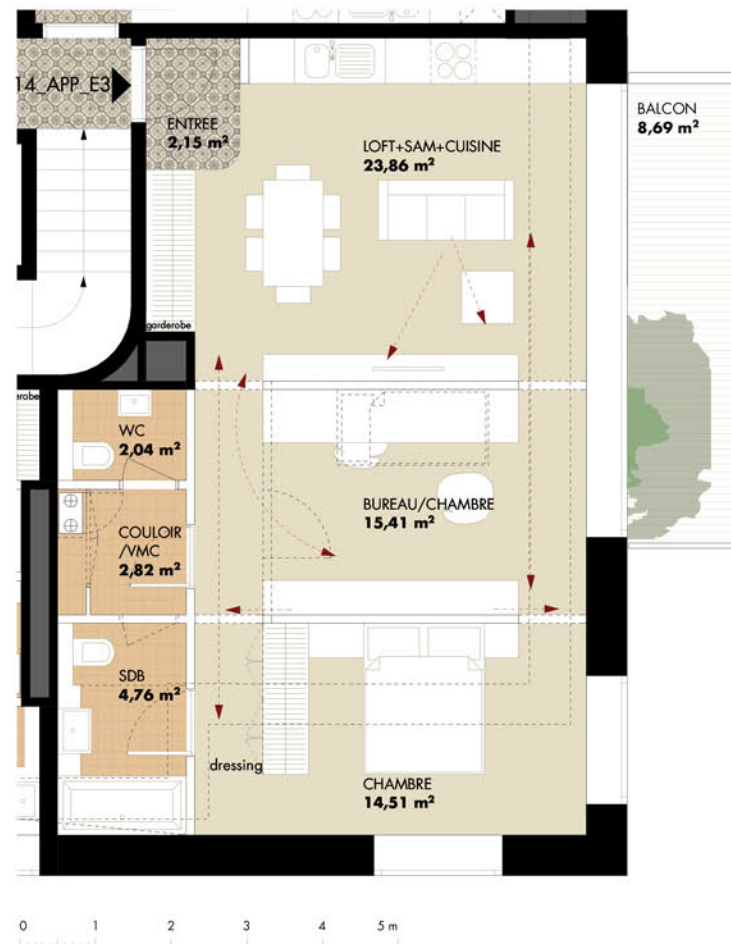 14_APP_E3
ENTREE
2,15 m²
LOFT+SAM+CUISINE
23,86 m²
BALCON
8,69 m²
garderobe
erobe
WC
2,04 m²
COULOIR
/VMC
2,82 m²
BUREAU/CHAMBRE
15,41 m²
SDB
4,76 m²
dressing
CHAMBRE
14,51 m²
0 1 2 3 4 5 m